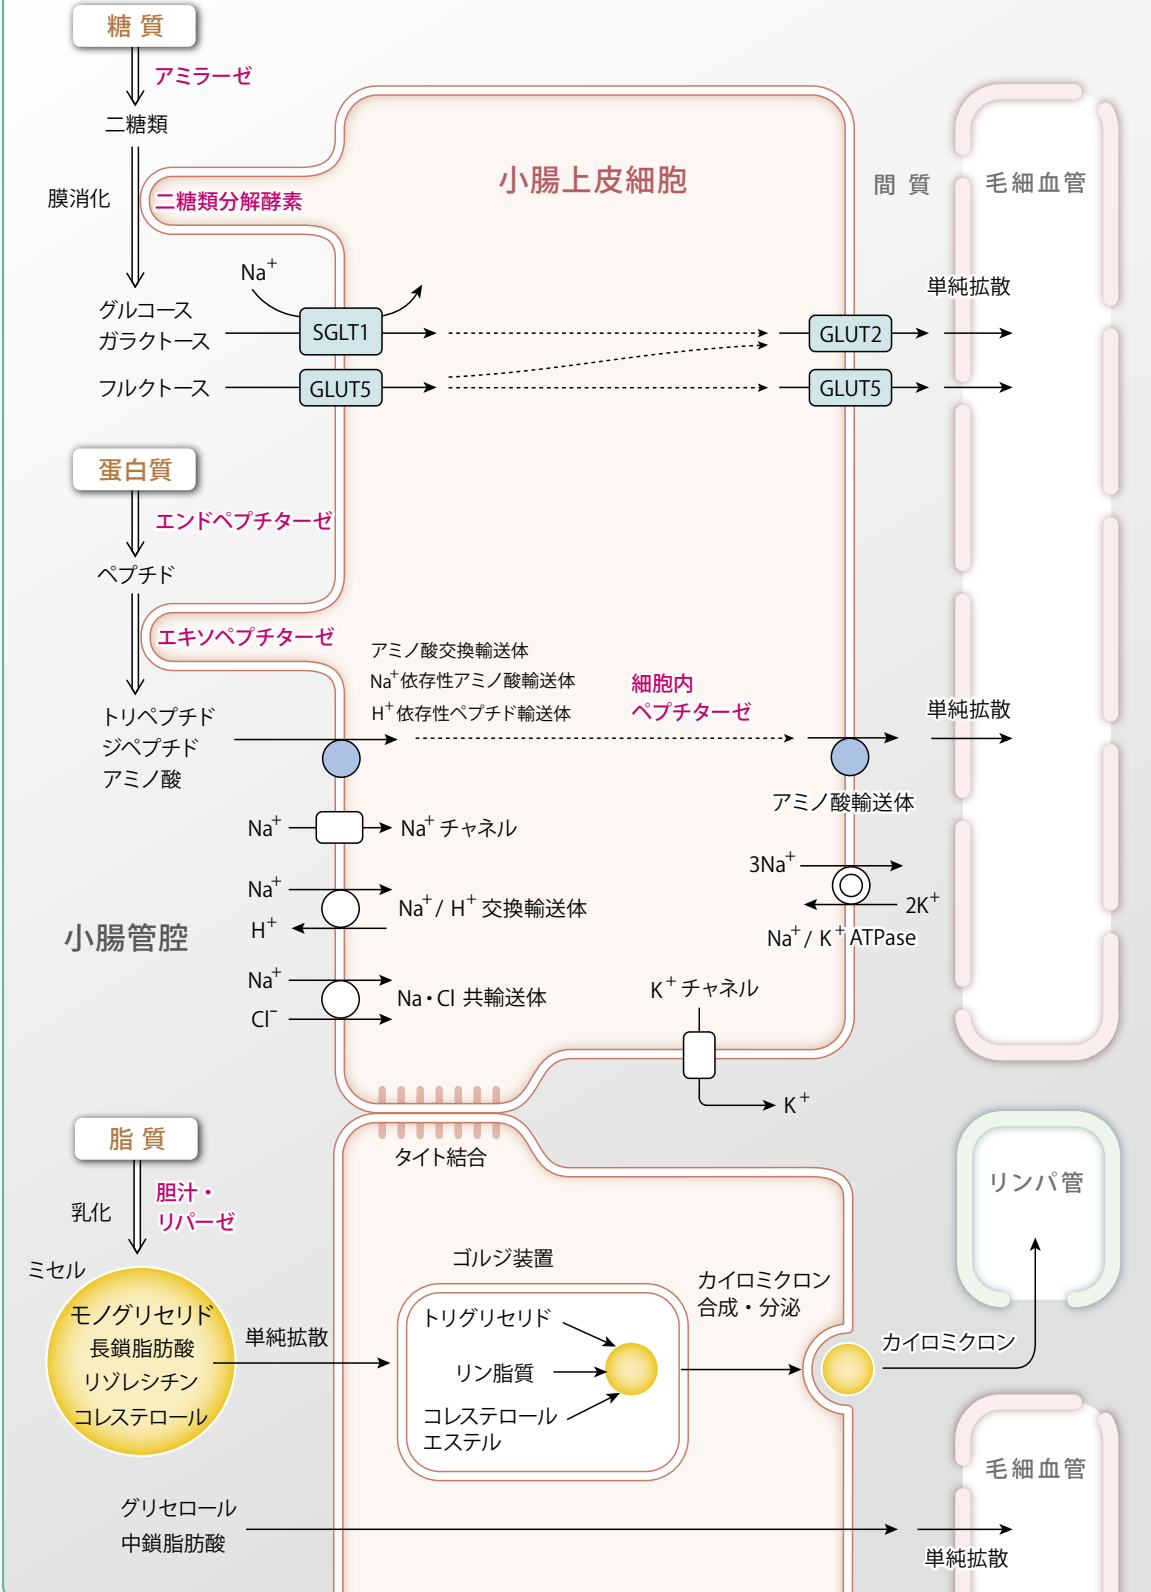 糖 質
アミラーゼ
二糖類
膜消化
二糖類分解酵素
小腸上皮細胞
間 質
毛細血管
Na⁺
グルコース
ガラクトース
SGLT1
GLUT2
単純拡散
フルクトース
GLUT5
GLUT5
蛋白質
エンドペプチターゼ
ペプチド
エキソペプチターゼ
アミノ酸交換輸送体
Na⁺依存性アミノ酸輸送体
H⁺依存性ペプチド輸送体
細胞内
ペプチターゼ
トリペプチド
ジペプチド
アミノ酸
単純拡散
アミノ酸輸送体
Na⁺
Na⁺チャネル
3Na⁺
2K⁺
Na⁺/ K⁺ATPase
Na⁺
H⁺
Na⁺/ H⁺交換輸送体
小腸管腔
Na⁺
Cl⁻
Na・Cl 共輸送体
K⁺チャネル
K⁺
タイト結合
脂 質
乳化
胆汁・
リパーゼ
リンパ管
ミセル
モノグリセリド
長鎖脂肪酸
リゾレシチン
コレステロール
単純拡散
ゴルジ装置
トリグリセリド
リン脂質
コレステロール
エステル
カイロミクロン
合成・分泌
カイロミクロン
毛細血管
グリセロール
中鎖脂肪酸
単純拡散